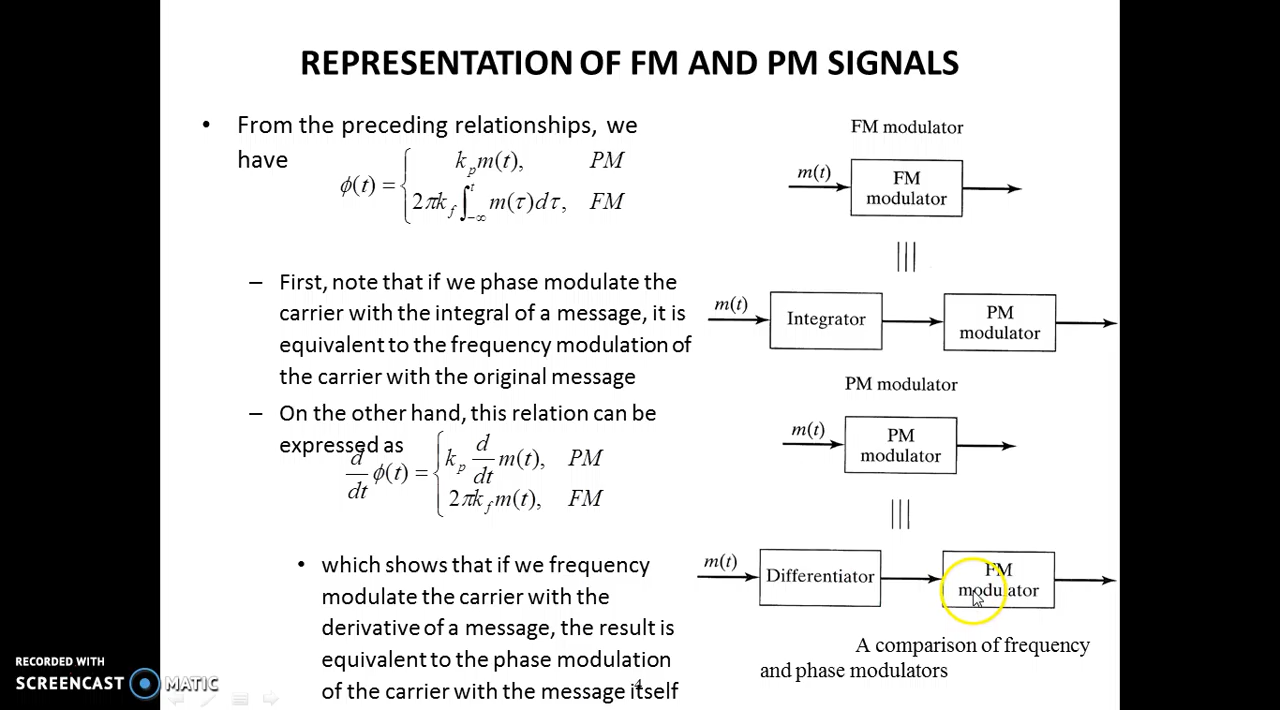 REPRESENTATION OF FM AND PM SIGNALS
• From the preceding relationships, we
have
ϕ(t) = { k_p m(t), PM
2πk_f ∫_{-∞}^{t} m(τ)dτ, FM
– First, note that if we phase modulate the
carrier with the integral of a message, it is
equivalent to the frequency modulation of
the carrier with the original message
– On the other hand, this relation can be
expressed as
d/dt ϕ(t) = { k_p d/dt m(t), PM
2πk_f m(t), FM
• which shows that if we frequency
modulate the carrier with the
derivative of a message, the result is
equivalent to the phase modulation
of the carrier with the message itself
4
FM modulator
m(t)
FM
modulator
m(t)
Integrator
PM
modulator
PM modulator
m(t)
PM
modulator
m(t)
Differentiator
FM
modulator
A comparison of frequency
and phase modulators
RECORDED WITH
SCREENCAST MATIC